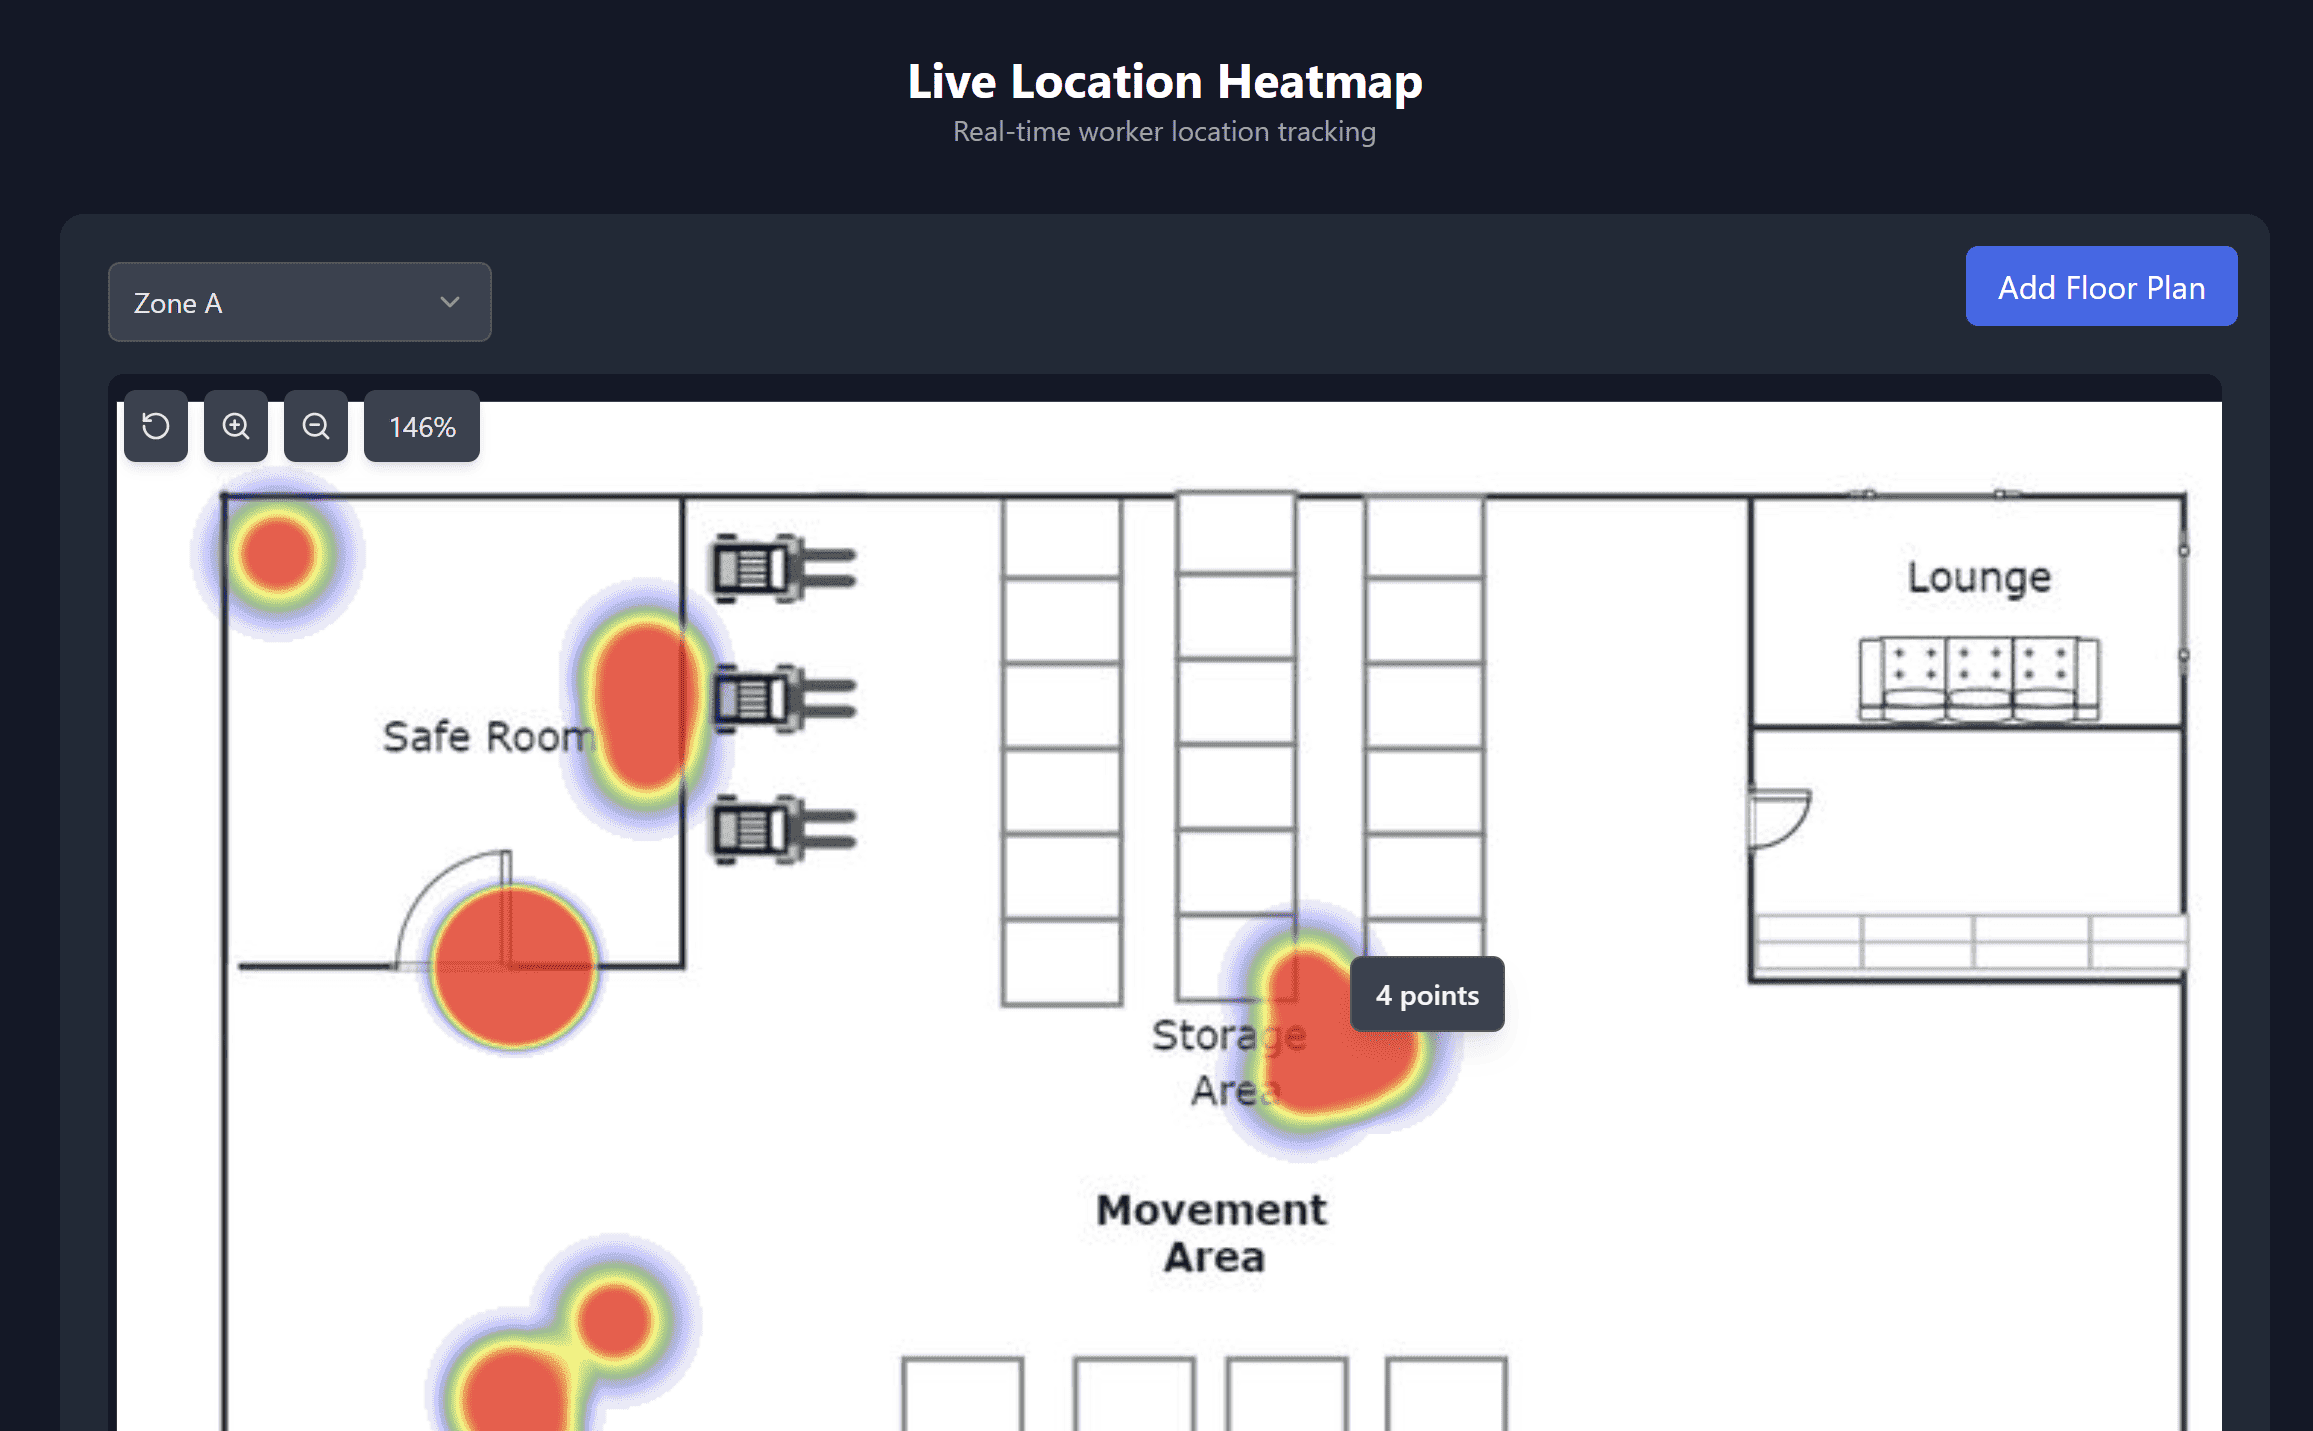 Live Location Heatmap
Real-time worker location tracking
Zone A
Add Floor Plan
146%
Lounge
Safe Room
4 points
Storage
Area
Movement
Area